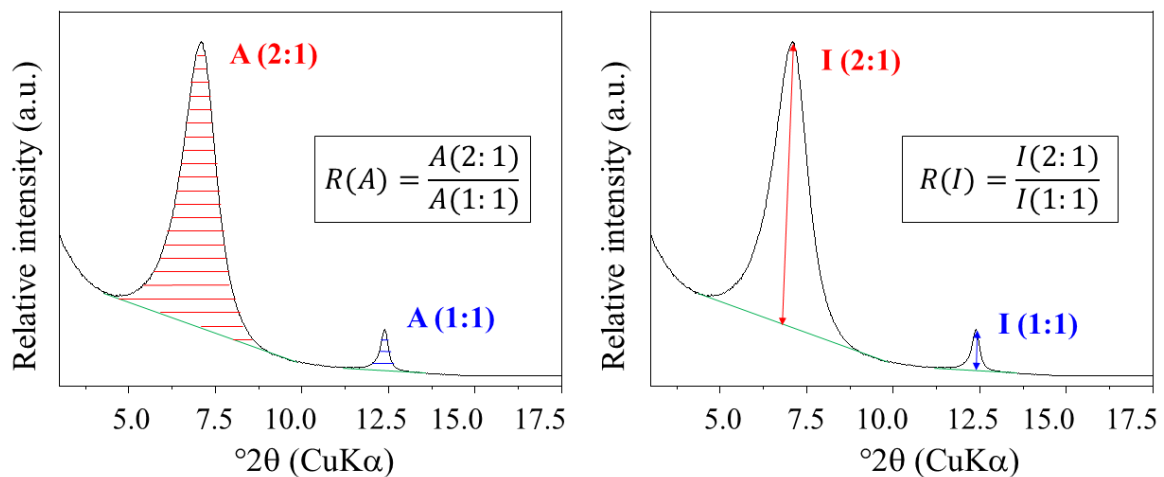 Relative intensity (a.u.)
A (2:1)
R(A) = A(2:1) / A(1:1)
A (1:1)
5.0 7.5 10.0 12.5 15.0 17.5
°2θ (CuKα)
Relative intensity (a.u.)
I (2:1)
R(I) = I(2:1) / I(1:1)
I (1:1)
5.0 7.5 10.0 12.5 15.0 17.5
°2θ (CuKα)